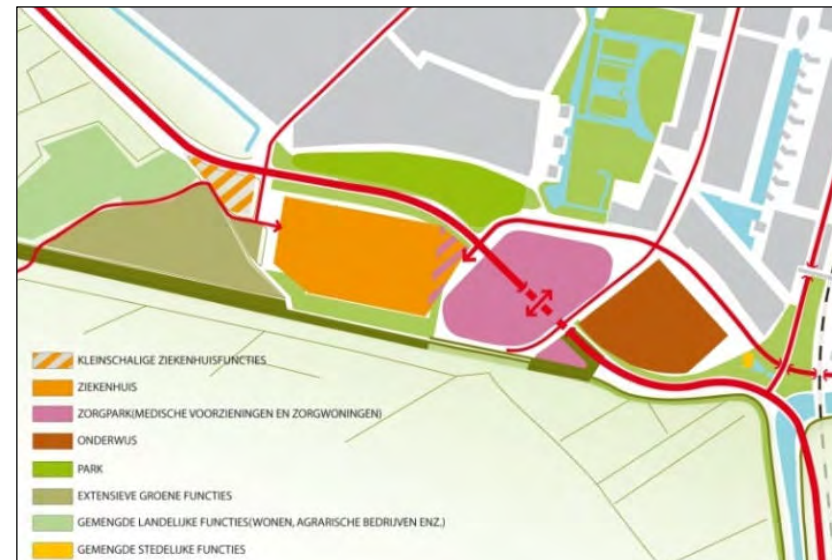 KLEINSCHALIGE ZIEKENHUISFUNCTIES
ZIEKENHUIS
ZORGPARK(MEDISCHE VOORZIENINGEN EN ZORGWONINGEN)
ONDERWIJS
PARK
EXTENSIEVE GROENE FUNCTIES
GEMENGDE LANDELIJKE FUNCTIES(WONEN, AGRARISCHE BEDRIJVEN ENZ.)
GEMENGDE STEDELIJKE FUNCTIES